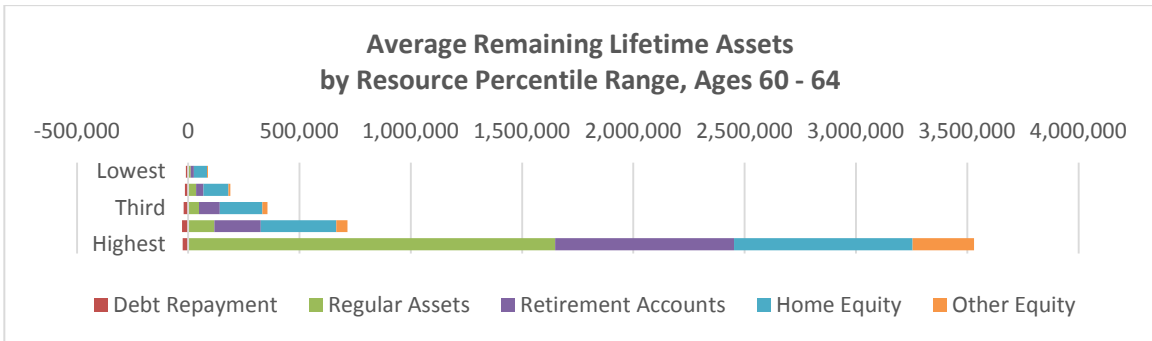 Average Remaining Lifetime Assets
by Resource Percentile Range, Ages 60 - 64
-500,000 0 500,000 1,000,000 1,500,000 2,000,000 2,500,000 3,000,000 3,500,000 4,000,000
Lowest
Third
Highest
Debt Repayment Regular Assets Retirement Accounts Home Equity Other Equity